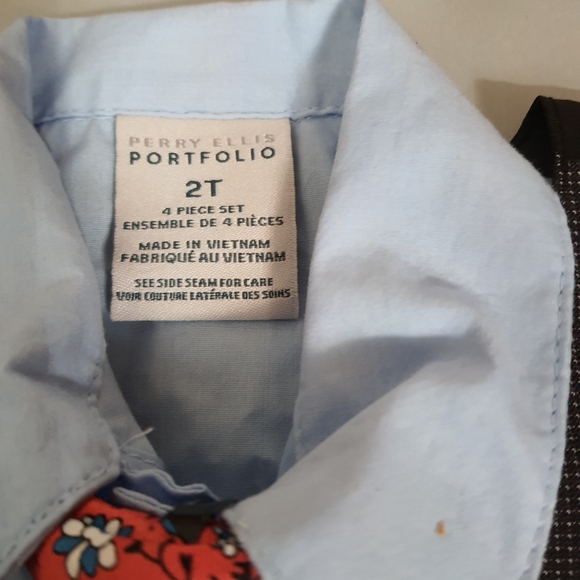 PERRY ELLIS
PORTFOLIO
2T
4 PIECE SET
ENSEMBLE DE 4 PIÈCES
MADE IN VIETNAM
FABRIQUÉ AU VIETNAM
SEE SIDE SEAM FOR CARE
VOIR COUTURE LATÉRALE DES SOINS